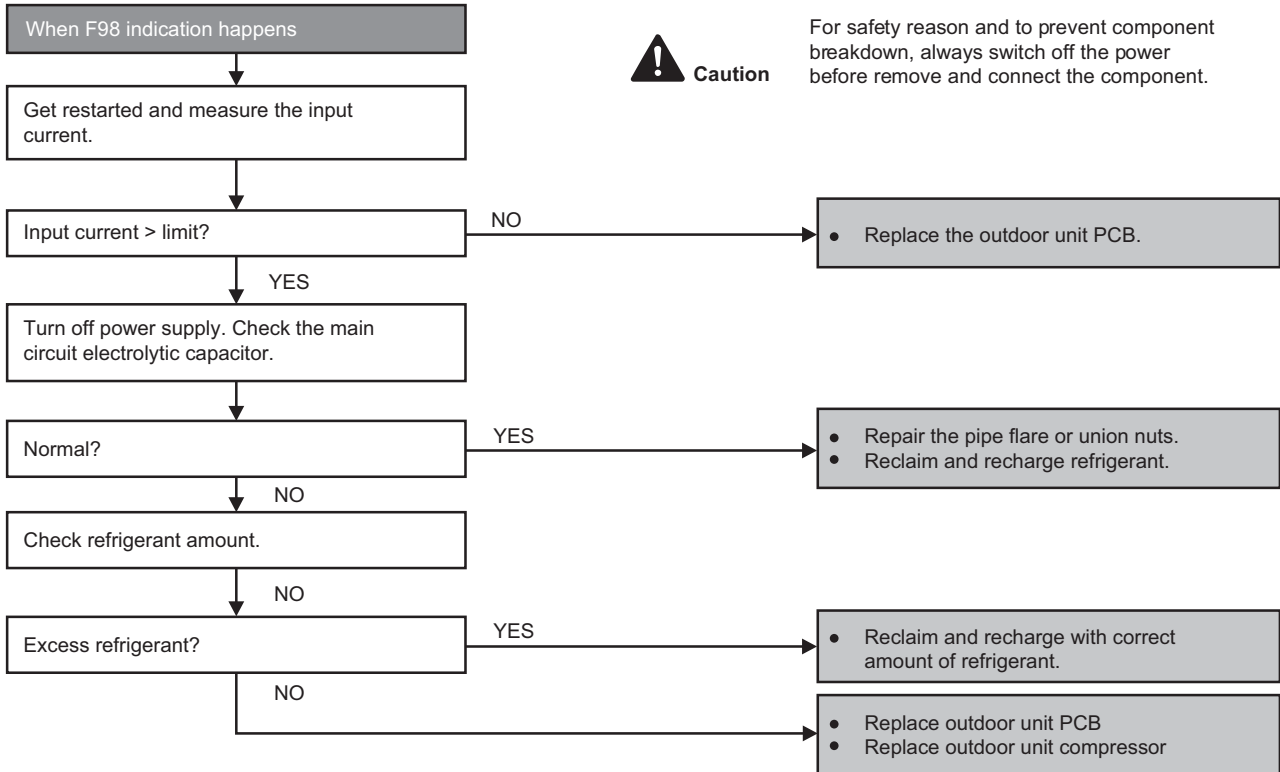 When F98 indication happens
Caution
For safety reason and to prevent component
breakdown, always switch off the power
before remove and connect the component.
Get restarted and measure the input
current.
Input current > limit?
NO
• Replace the outdoor unit PCB.
YES
Turn off power supply. Check the main
circuit electrolytic capacitor.
Normal?
YES
• Repair the pipe flare or union nuts.
• Reclaim and recharge refrigerant.
NO
Check refrigerant amount.
NO
Excess refrigerant?
YES
• Reclaim and recharge with correct
amount of refrigerant.
NO
• Replace outdoor unit PCB
• Replace outdoor unit compressor